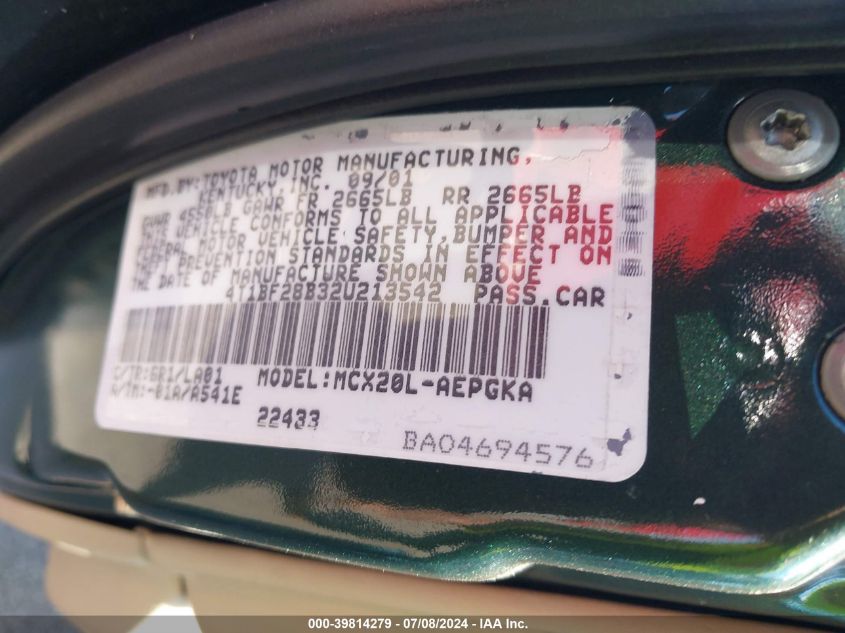 MFD.BY:TOYOTA MOTOR MANUFACTURING,
KENTUCKY, INC. 09/01
GVWR 4550LB GAWR FR 2665LB RR 2665LB
THIS VEHICLE CONFORMS TO ALL APPLICABLE
FEDERAL MOTOR VEHICLE SAFETY, BUMPER AND
THEFT PREVENTION STANDARDS IN EFFECT ON
THE DATE OF MANUFACTURE SHOWN ABOVE.
4T1BF28B32U213542 PASS.CAR
C/TR:6R1/LA01 MODEL:MCX20L-AEPGKA
A/TM:-01A/A541E
22433
BA04694576
000-39814279 - 07/08/2024 - IAA Inc.